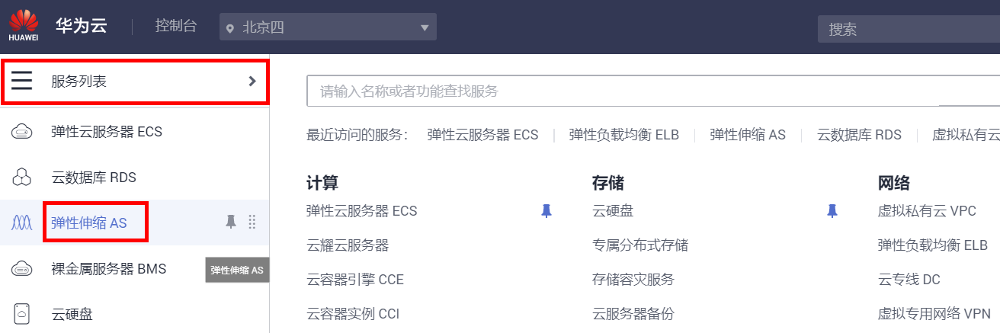 HUAWEI 华为云 控制台 北京四 搜索
服务列表
请输入名称或者功能查找服务
弹性云服务器 ECS
最近访问的服务： 弹性云服务器 ECS 弹性负载均衡 ELB 弹性伸缩 AS 云数据库 RDS 虚拟私有云
云数据库 RDS
计算 存储 网络
弹性伸缩 AS
弹性云服务器 ECS 云硬盘 虚拟私有云 VPC
云耀云服务器 专属分布式存储 弹性负载均衡 ELB
裸金属服务器 BMS
弹性伸缩 AS
云容器引擎 CCE 存储容灾服务 云专线 DC
云硬盘
云容器实例 CCI 云服务器备份 虚拟专用网络 VPN